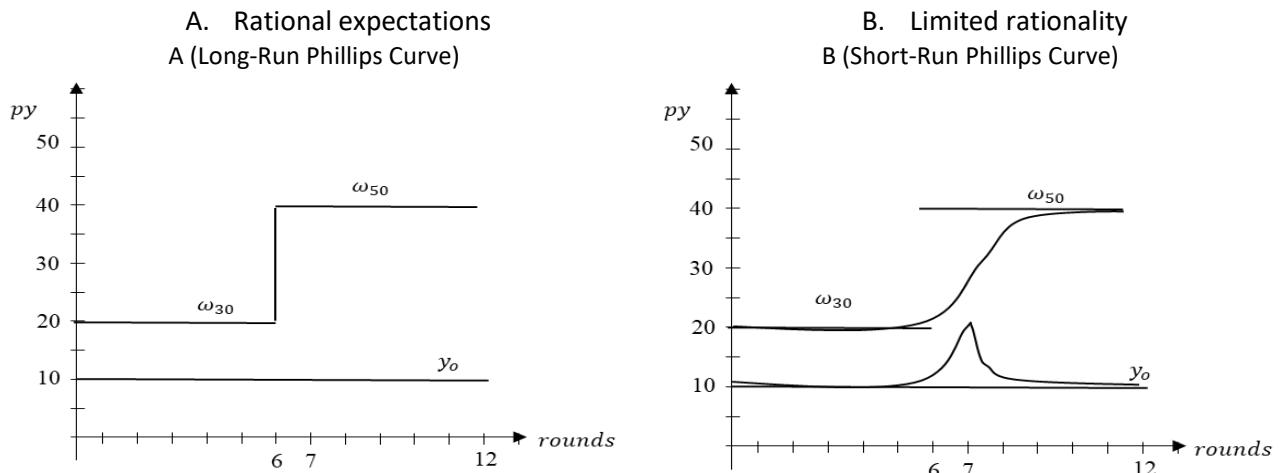 A. Rational expectations
A (Long-Run Phillips Curve)
py
50
40
30
20
10
ω50
ω30
yo
rounds
6 7 12
B. Limited rationality
B (Short-Run Phillips Curve)
py
50
40
30
20
10
ω50
ω30
yo
rounds
6 7 12